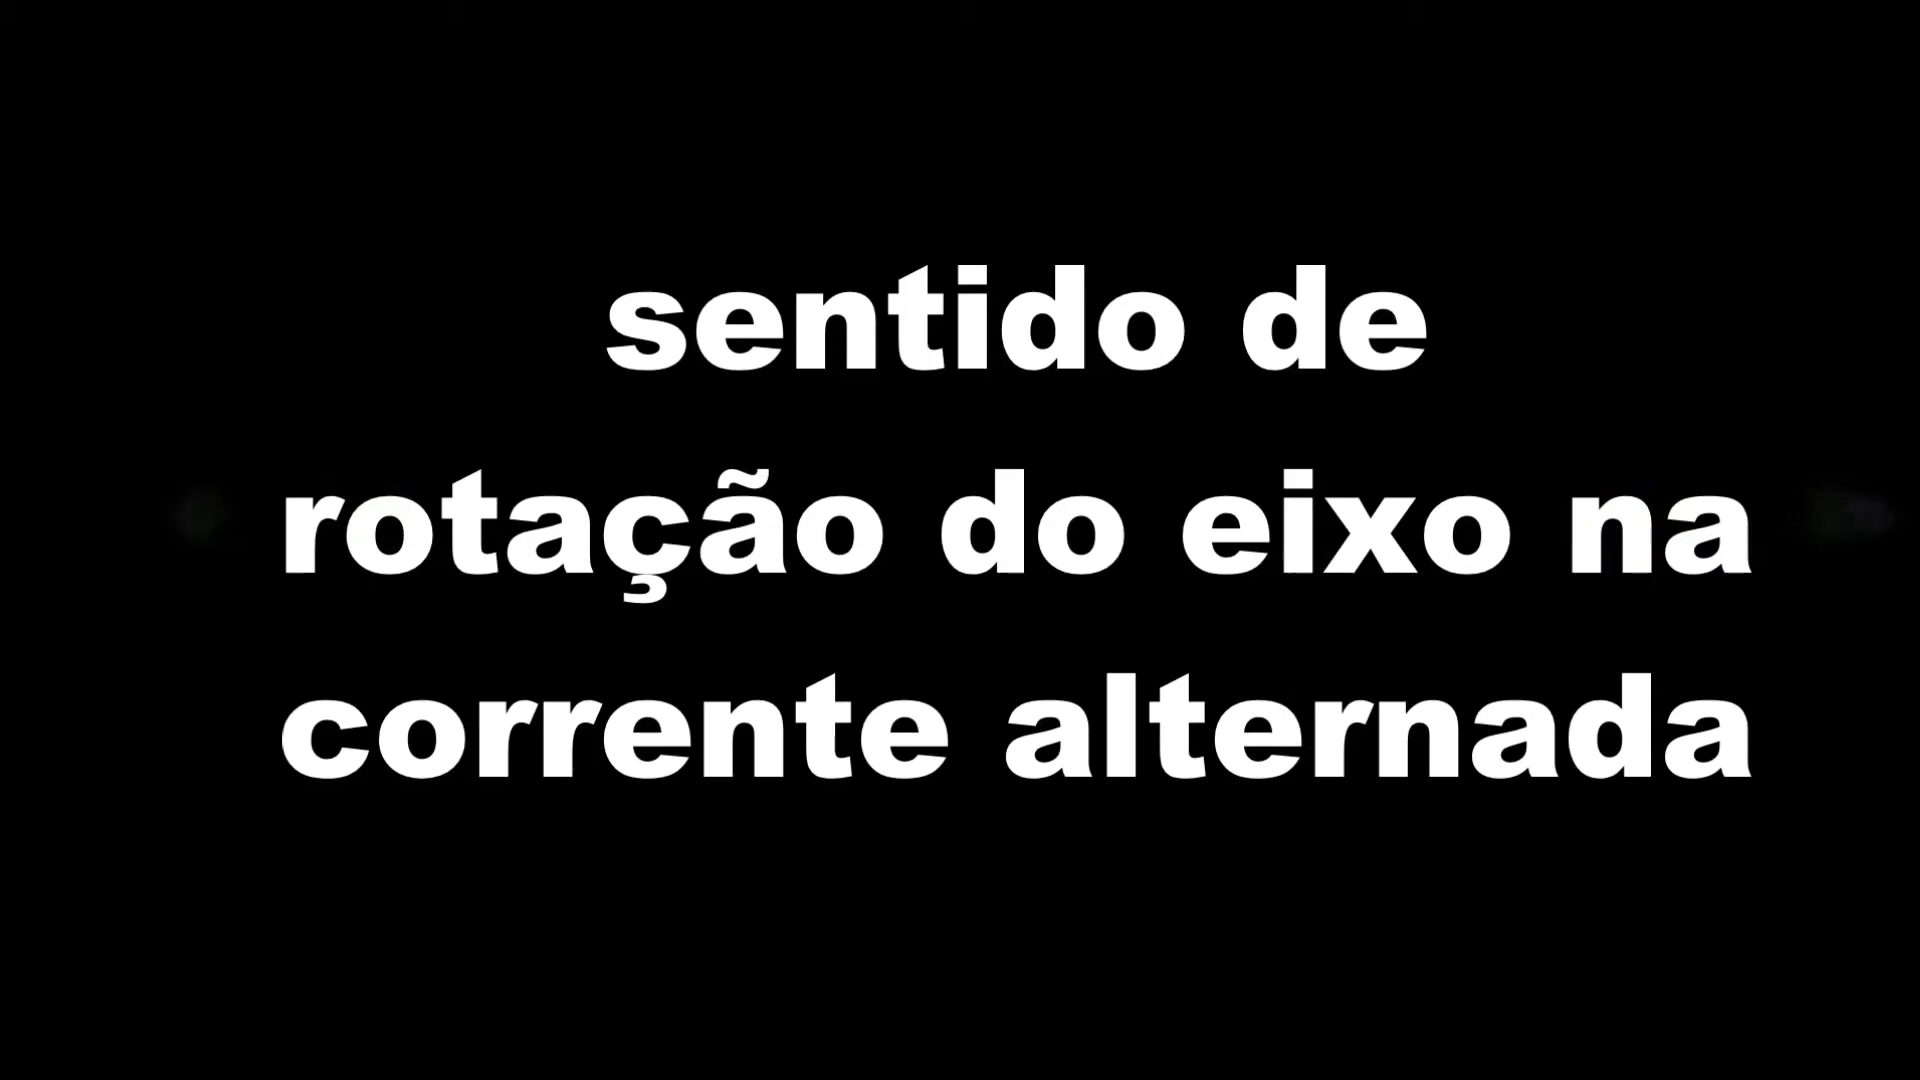 sentido de
rotação do eixo na
corrente alternada